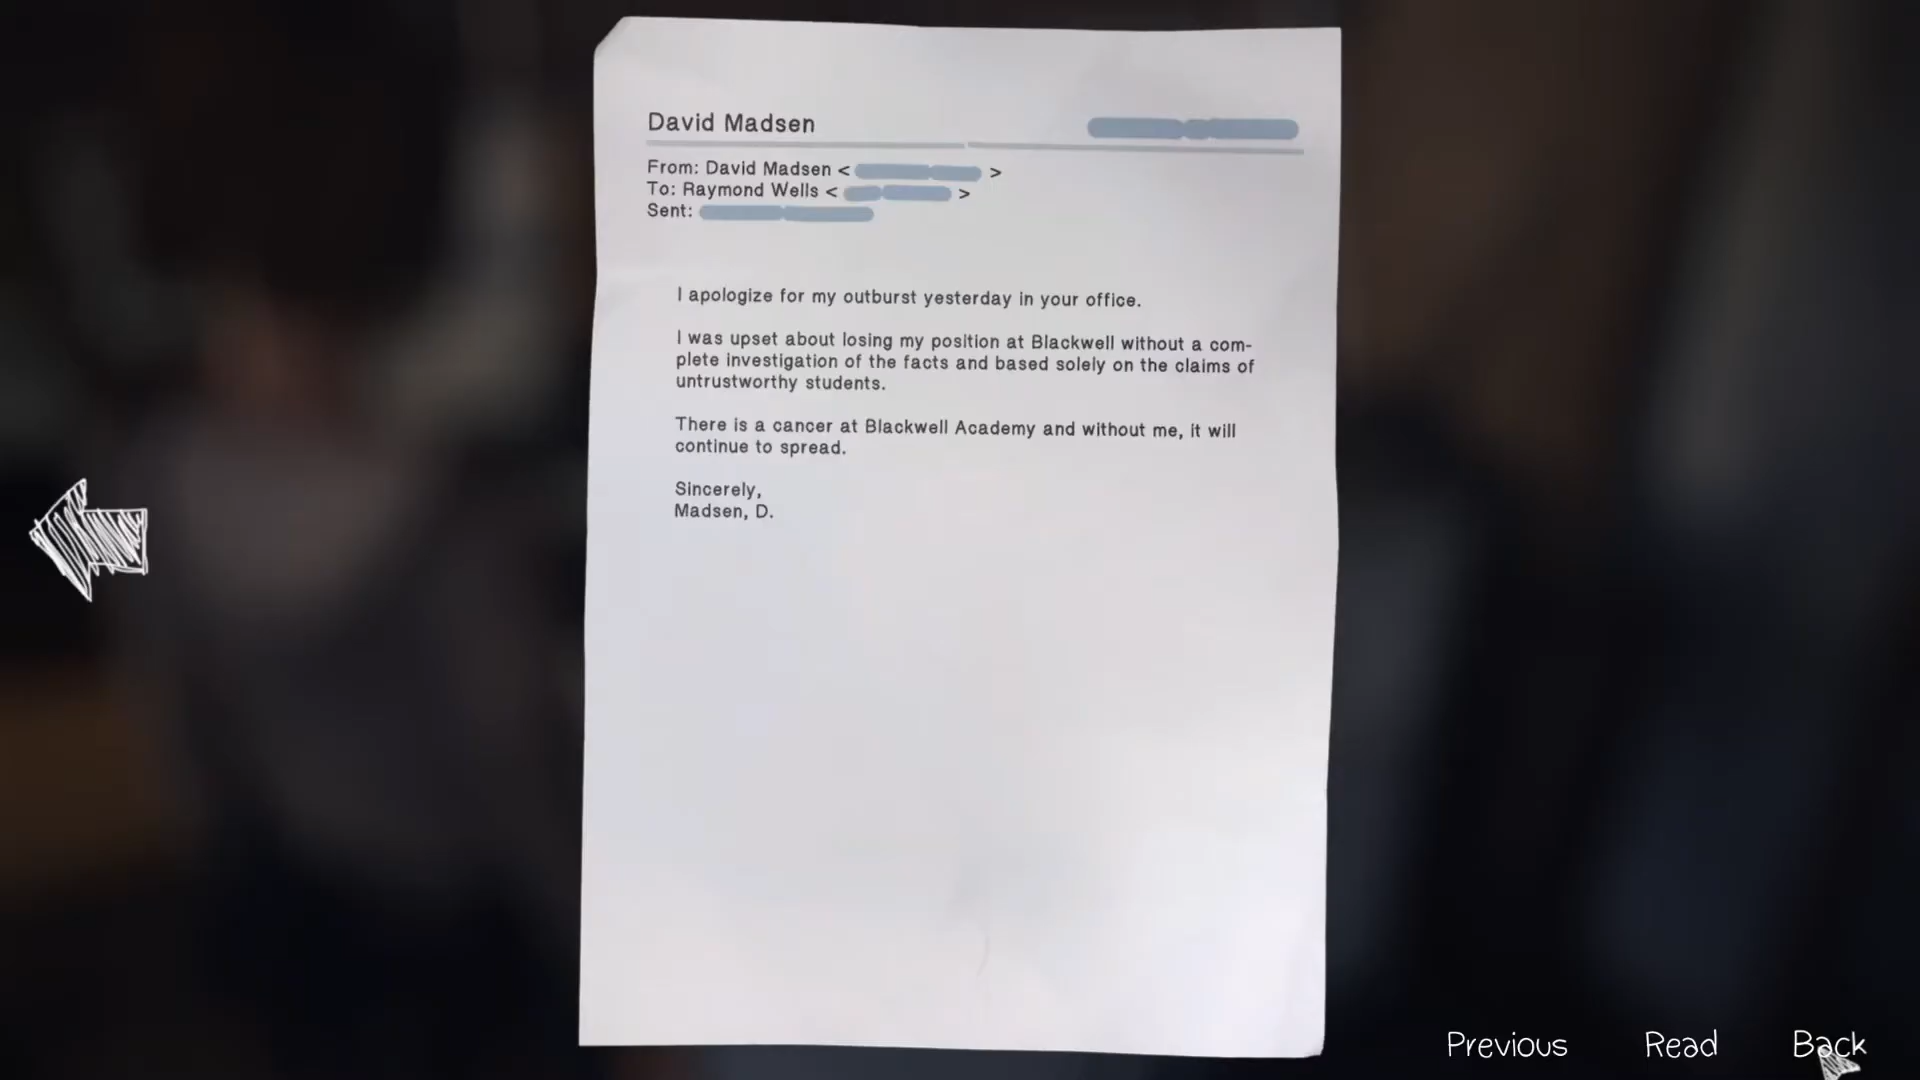 David Madsen
From: David Madsen < >
To: Raymond Wells < >
Sent:
I apologize for my outburst yesterday in your office.
I was upset about losing my position at Blackwell without a com-
plete investigation of the facts and based solely on the claims of
untrustworthy students.
There is a cancer at Blackwell Academy and without me, it will
continue to spread.
Sincerely,
Madsen, D.
Previous Read Back